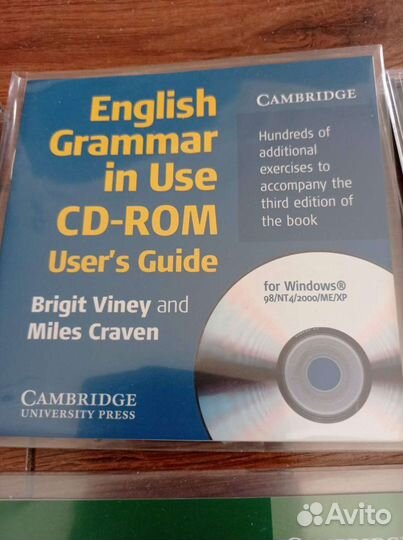 English
Grammar
in Use
CD-ROM
User's Guide
Brigit Viney and
Miles Craven
CAMBRIDGE
UNIVERSITY PRESS
CAMBRIDGE
Hundreds of
additional
exercises to
accompany the
third edition of
the book
for Windows®
98/NT4/2000/ME/XP
CAMBRIDGE
Avito